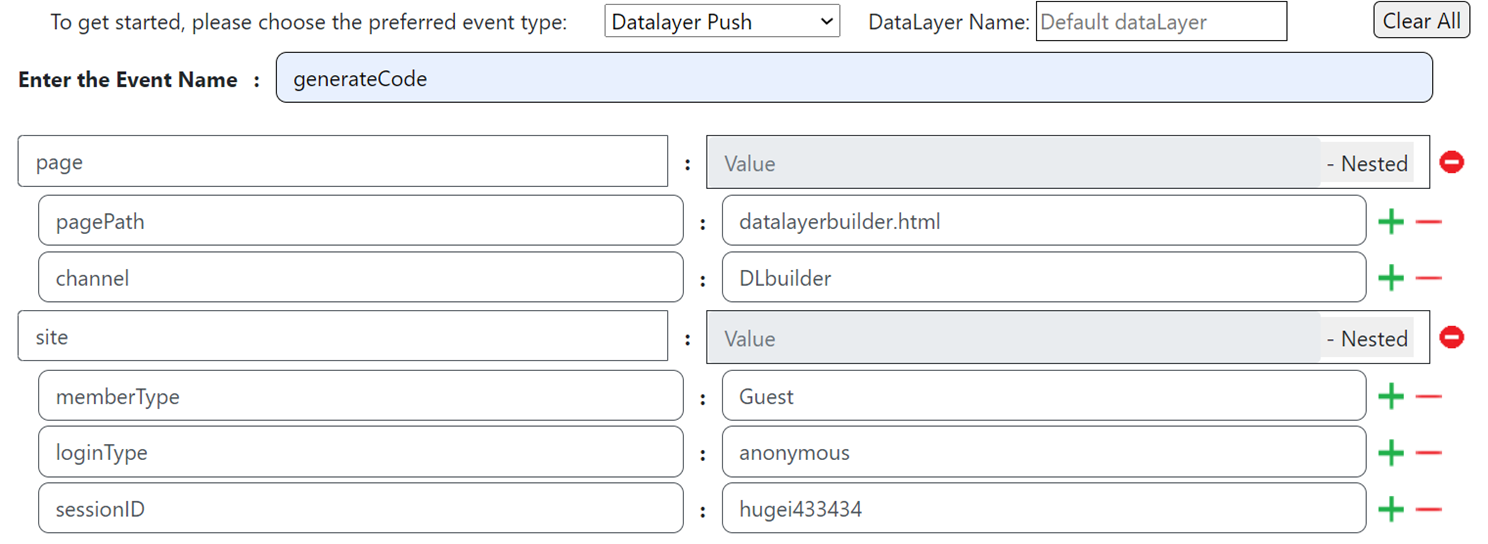 To get started, please choose the preferred event type: Datalayer Push DataLayer Name: Default dataLayer Clear All
Enter the Event Name : generateCode
page : Value - Nested
pagePath : datalayerbuilder.html
channel : DLbuilder
site : Value - Nested
memberType : Guest
loginType : anonymous
sessionID : hugei433434